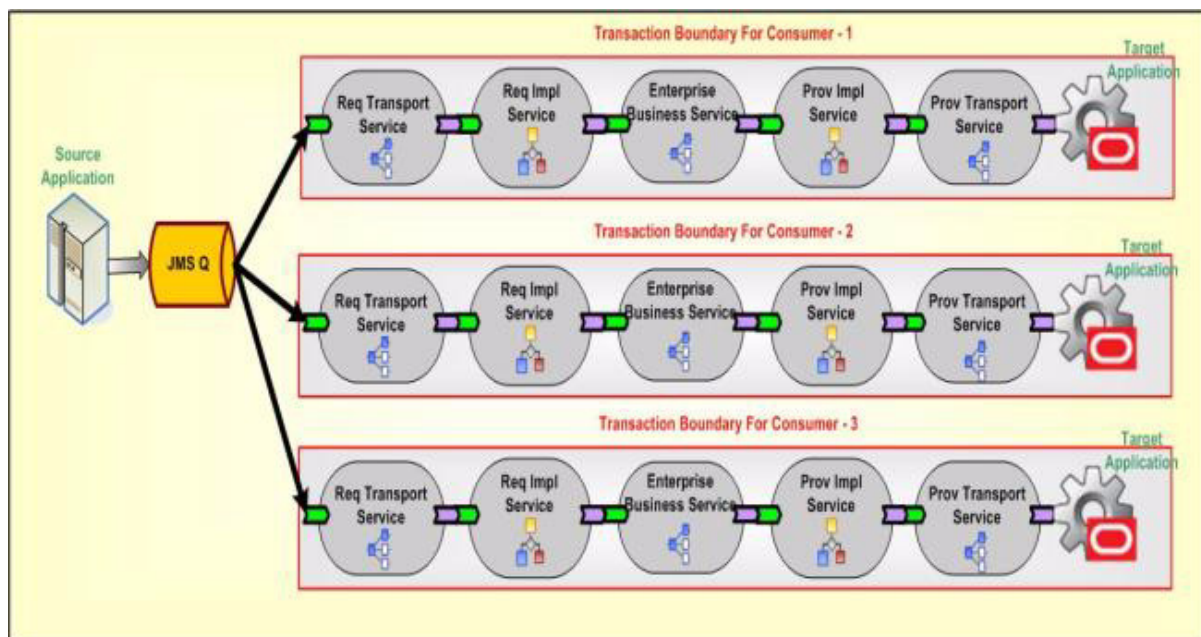 Transaction Boundary For Consumer - 1
Target
Application
Req Transport
Service
Req Impl
Service
Enterprise
Business Service
Prov Impl
Service
Prov Transport
Service
Source
Application
JMS Q
Transaction Boundary For Consumer - 2
Target
Application
Req Transport
Service
Req Impl
Service
Enterprise
Business Service
Prov Impl
Service
Prov Transport
Service
Transaction Boundary For Consumer - 3
Target
Application
Req Transport
Service
Req Impl
Service
Enterprise
Business Service
Prov Impl
Service
Prov Transport
Service